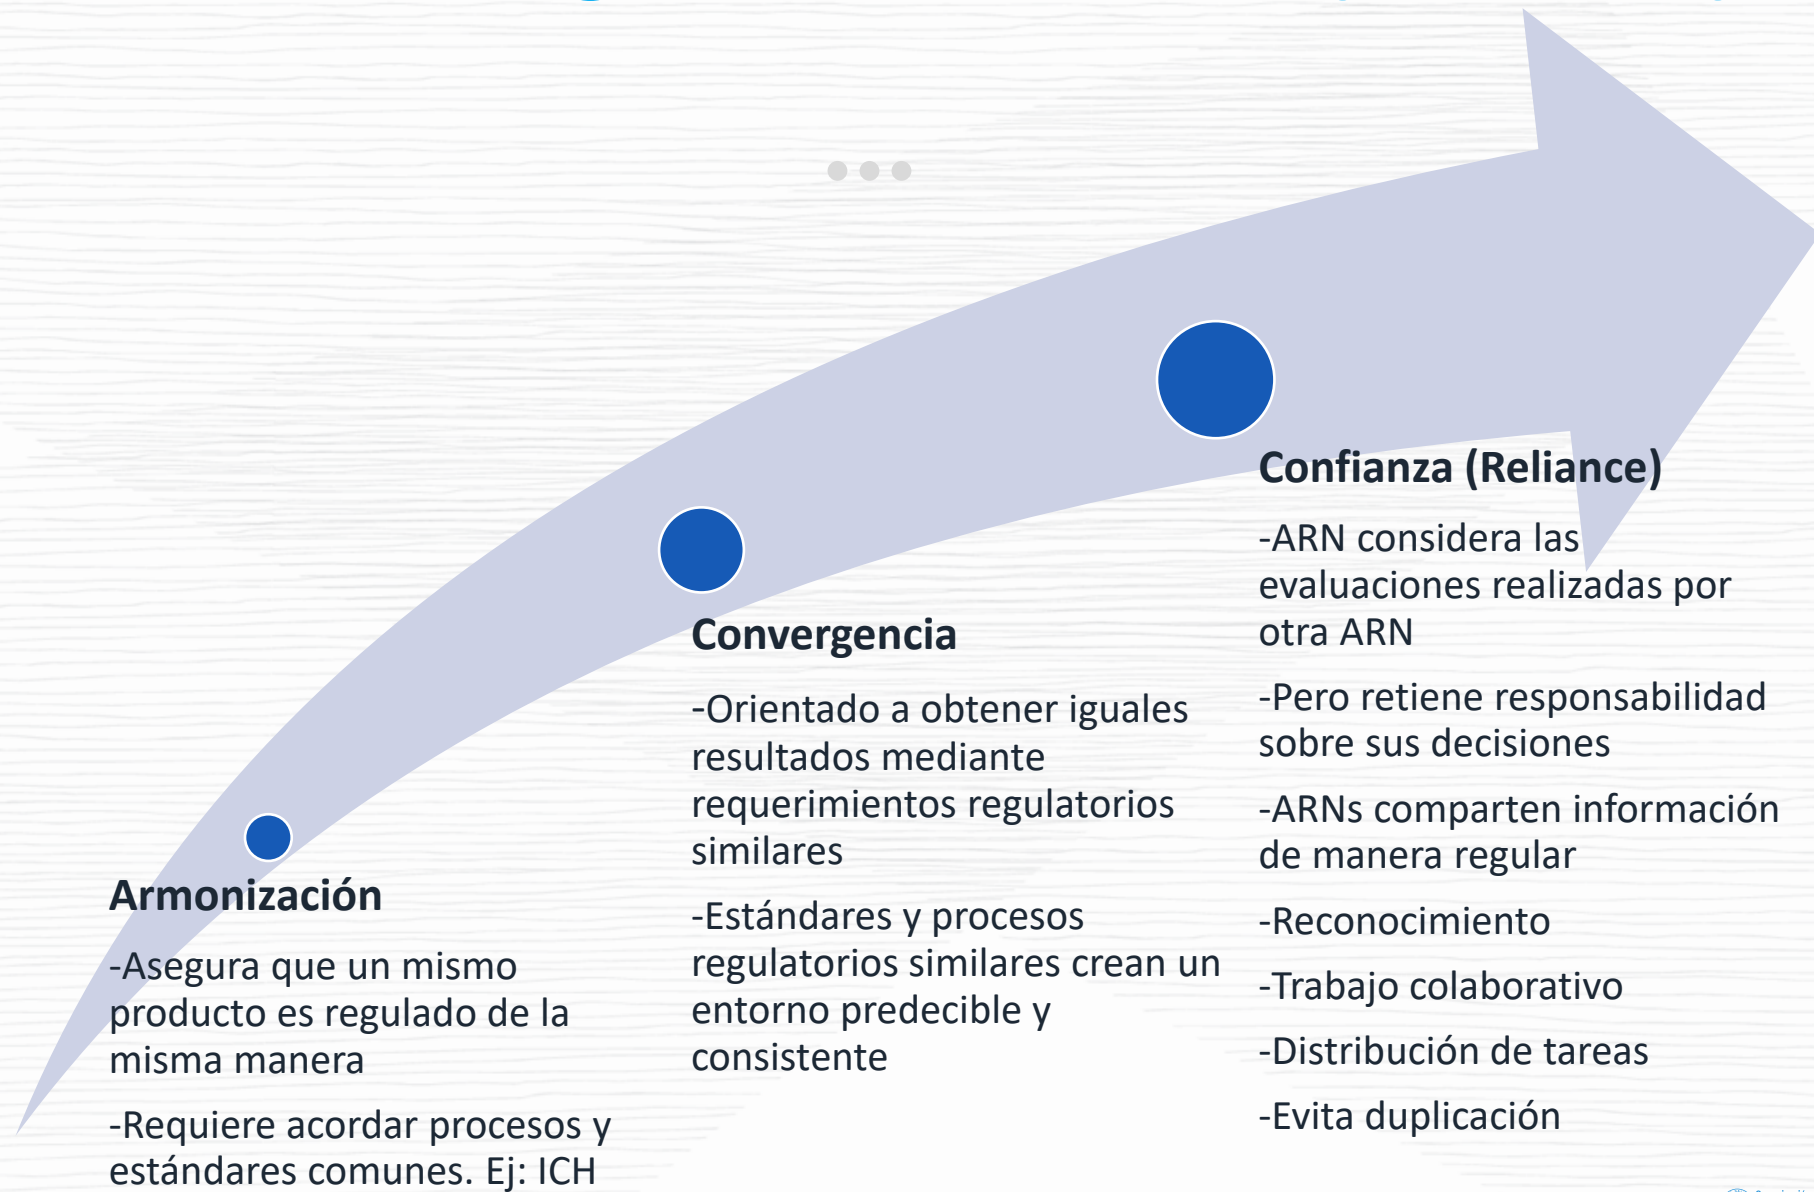 Armonización
-Asegura que un mismo
producto es regulado de la
misma manera
-Requiere acordar procesos y
estándares comunes. Ej: ICH
Convergencia
-Orientado a obtener iguales
resultados mediante
requerimientos regulatorios
similares
-Estándares y procesos
regulatorios similares crean un
entorno predecible y
consistente
Confianza (Reliance)
-ARN considera las
evaluaciones realizadas por
otra ARN
-Pero retiene responsabilidad
sobre sus decisiones
-ARNs comparten información
de manera regular
-Reconocimiento
-Trabajo colaborativo
-Distribución de tareas
-Evita duplicación